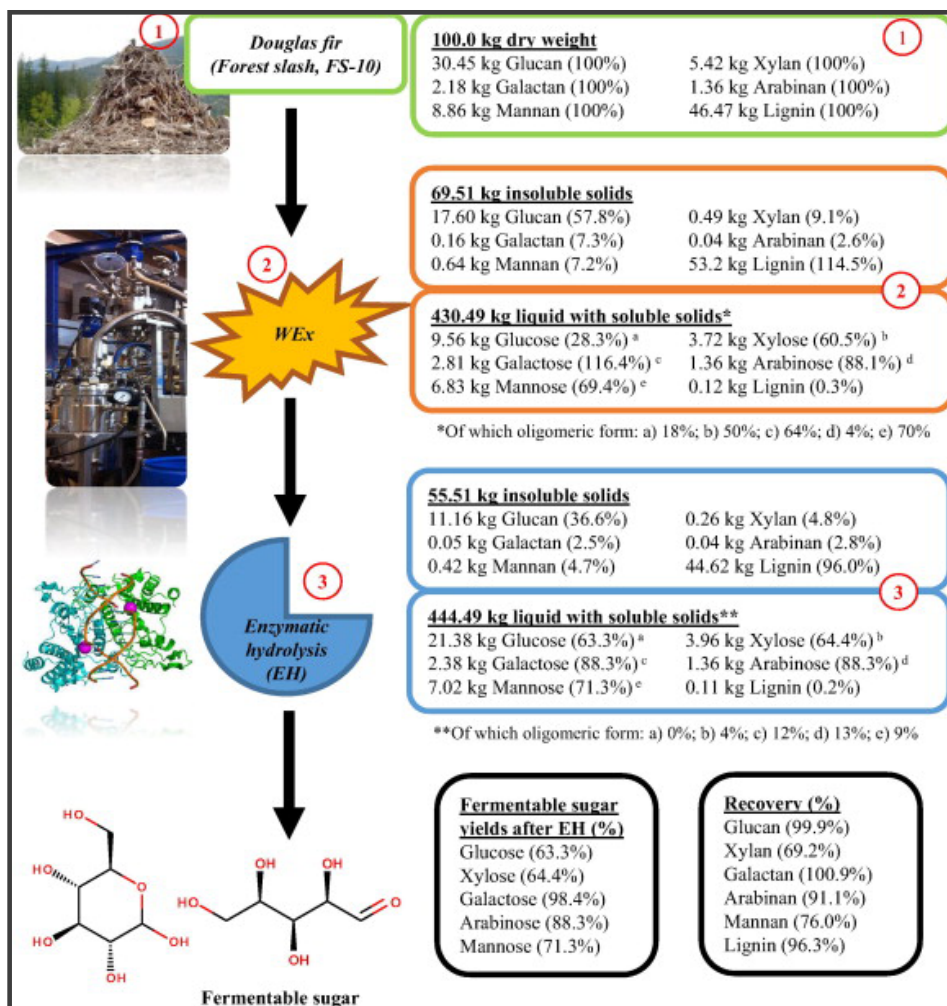 1
Douglas fir
(Forest slash, FS-10)
1
100.0 kg dry weight
30.45 kg Glucan (100%) 5.42 kg Xylan (100%)
2.18 kg Galactan (100%) 1.36 kg Arabinan (100%)
8.86 kg Mannan (100%) 46.47 kg Lignin (100%)
69.51 kg insoluble solids
17.60 kg Glucan (57.8%) 0.49 kg Xylan (9.1%)
0.16 kg Galactan (7.3%) 0.04 kg Arabinan (2.6%)
0.64 kg Mannan (7.2%) 53.2 kg Lignin (114.5%)
2
WEx
2
430.49 kg liquid with soluble solids*
9.56 kg Glucose (28.3%) a 3.72 kg Xylose (60.5%) b
2.81 kg Galactose (116.4%) c 1.36 kg Arabinose (88.1%) d
6.83 kg Mannose (69.4%) e 0.12 kg Lignin (0.3%)
*Of which oligomeric form: a) 18%; b) 50%; c) 64%; d) 4%; e) 70%
55.51 kg insoluble solids
11.16 kg Glucan (36.6%) 0.26 kg Xylan (4.8%)
0.05 kg Galactan (2.5%) 0.04 kg Arabinan (2.8%)
0.42 kg Mannan (4.7%) 44.62 kg Lignin (96.0%)
3
Enzymatic
hydrolysis
(EH)
3
444.49 kg liquid with soluble solids**
21.38 kg Glucose (63.3%) a 3.96 kg Xylose (64.4%) b
2.38 kg Galactose (88.3%) c 1.36 kg Arabinose (88.3%) d
7.02 kg Mannose (71.3%) e 0.11 kg Lignin (0.2%)
**Of which oligomeric form: a) 0%; b) 4%; c) 12%; d) 13%; e) 9%
Fermentable sugar
yields after EH (%)
Glucose (63.3%)
Xylose (64.4%)
Galactose (98.4%)
Arabinose (88.3%)
Mannose (71.3%)
Recovery (%)
Glucan (99.9%)
Xylan (69.2%)
Galactan (100.9%)
Arabinan (91.1%)
Mannan (76.0%)
Lignin (96.3%)
HO
O
HO
HO
OH
OH
OH
OH
HO
O
OH
Fermentable sugar